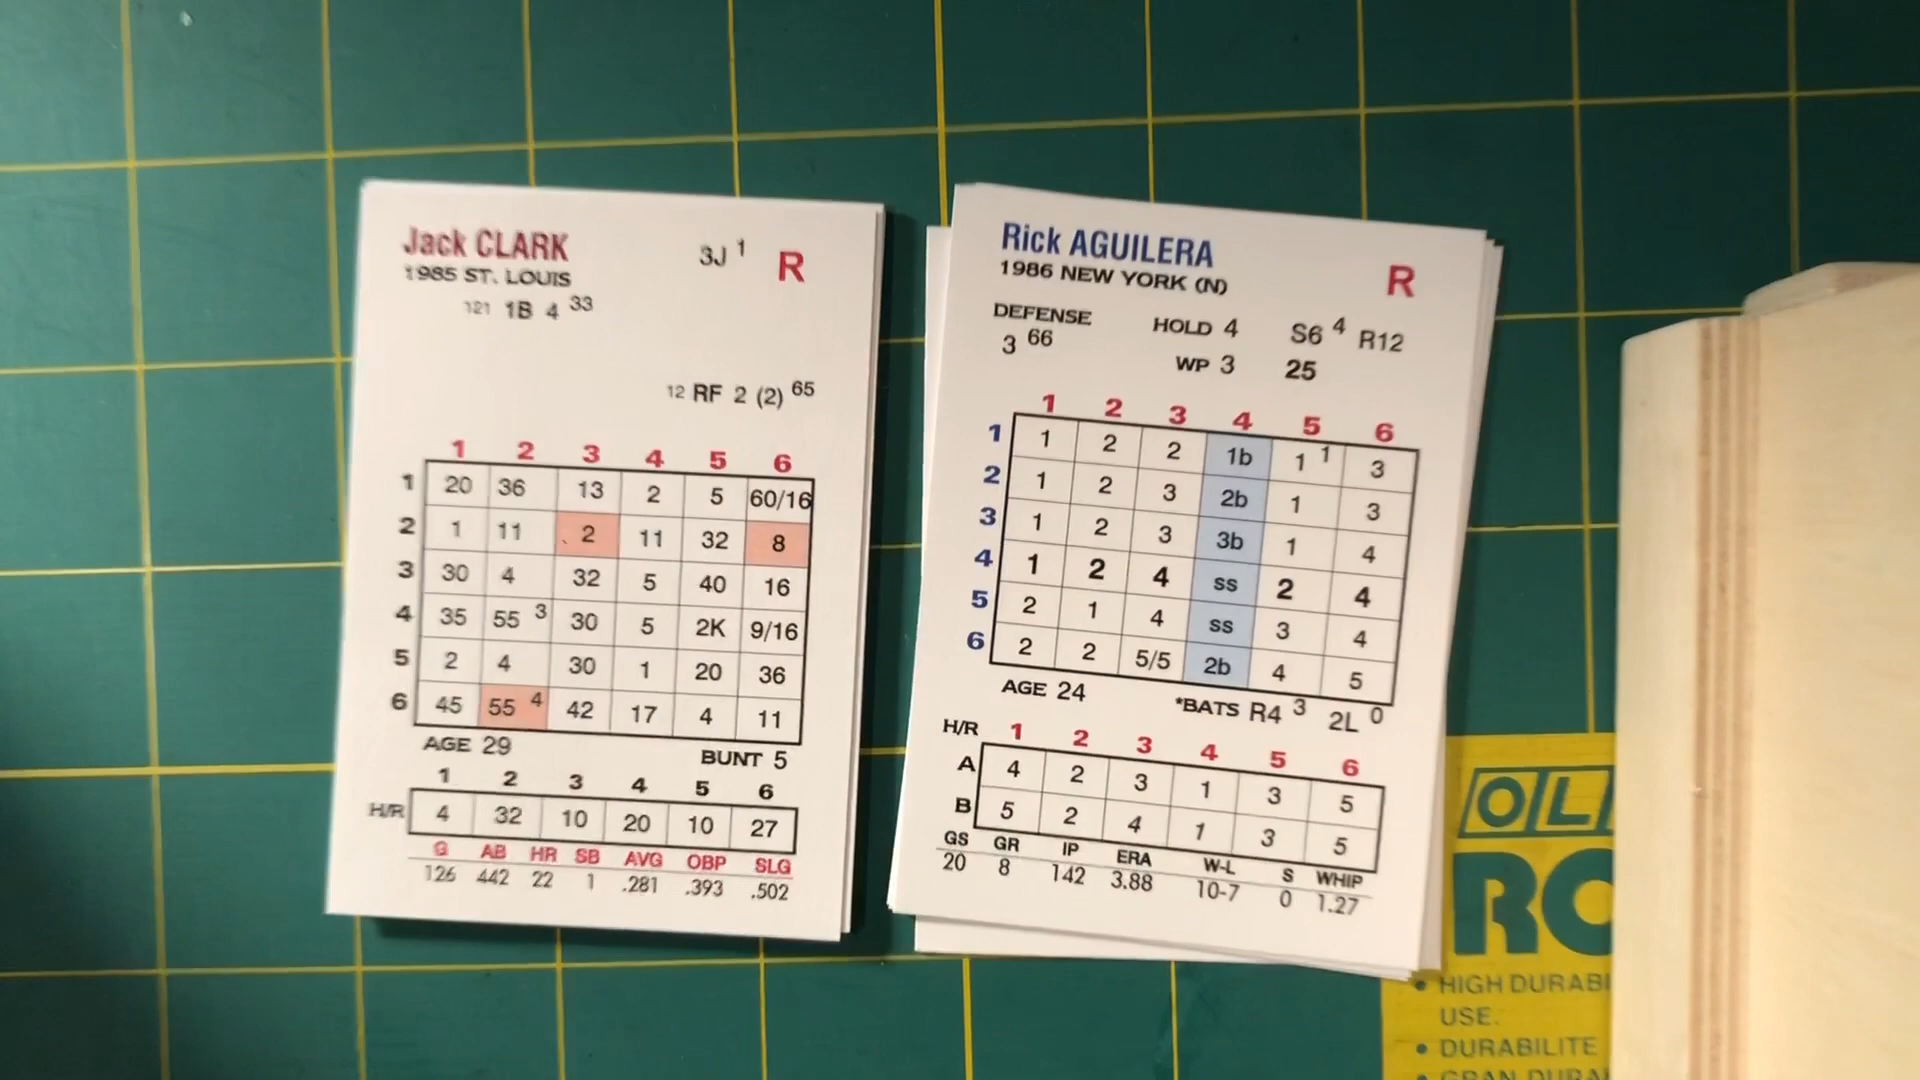 Jack CLARK 3J 1 R
1985 ST. LOUIS
121 1B 4 33
12 RF 2 (2) 65
1 2 3 4 5 6
1 20 36 13 2 5 60/16
2 1 11 2 11 32 8
3 30 4 32 5 40 16
4 35 55 3 30 5 2K 9/16
5 2 4 30 1 20 36
6 45 55 4 42 17 4 11
AGE 29 BUNT 5
1 2 3 4 5 6
H/R 4 32 10 20 10 27
G AB HR SB AVG OBP SLG
126 442 22 1 .281 .393 .502
Rick AGUILERA R
1986 NEW YORK (N)
DEFENSE HOLD 4 S6 4 R12
3 66 WP 3 25
1 2 3 4 5 6
1 1 2 2 1b 1 1 3
2 1 2 3 2b 1 3
3 1 2 3 3b 1 4
4 1 2 4 ss 2 4
5 2 1 4 ss 3 4
6 2 2 5/5 2b 4 5
AGE 24 *BATS R4 3 2L 0
H/R 1 2 3 4 5 6
A 4 2 3 1 3 5
B 5 2 4 1 3 5
GS GR IP ERA W-L S WHIP
20 8 142 3.88 10-7 0 1.27
OL
RO
• HIGH DURABI
USE.
• DURABILITE
• GRAN DURA